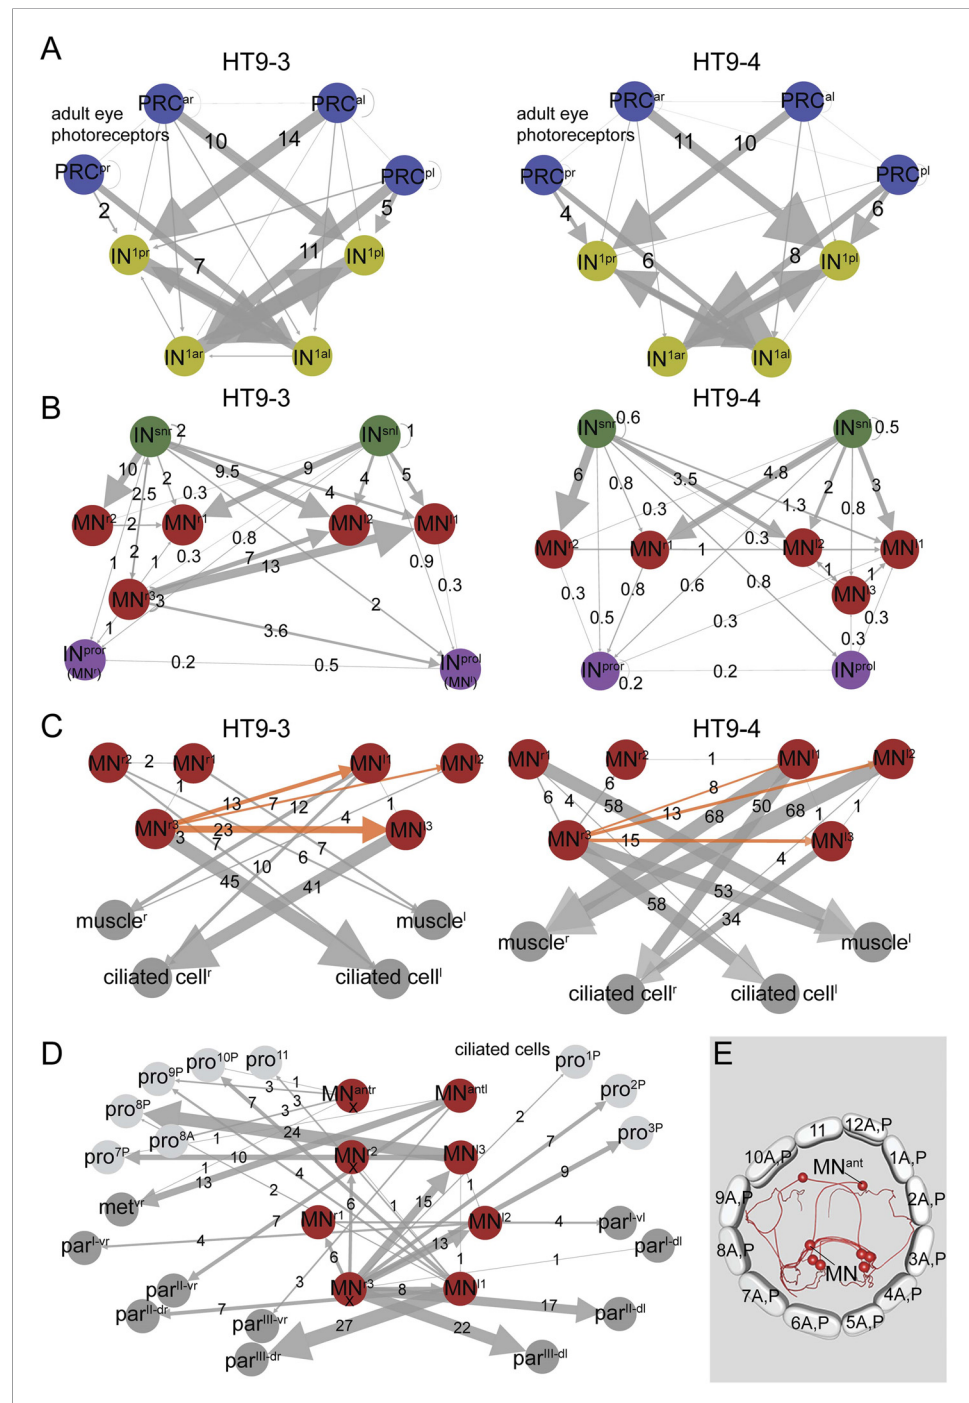 A
HT9-3
HT9-4
adult eye
photoreceptors
PRCar
PRCal
PRCpr
PRCpl
10
14
2
5
11
7
IN1pr
IN1pl
IN1ar
IN1al
adult eye
photoreceptors
PRCar
PRCal
PRCpr
PRCpl
11
10
4
6
6
8
IN1pr
IN1pl
IN1ar
IN1al
B
HT9-3
HT9-4
INsnr
2
INsnl
1
10
2
9.5
9
4
5
2.5
0.3
4
MNr2
2
MNr1
MNl2
MNl1
0.8
1
2
1
0.3
7
13
0.9
0.3
MNr3
3
2
1
3.6
INpror
(MNr)
0.2
0.5
INprol
(MNl)
INsnr
0.6
INsnl
0.5
6
0.8
3.5
4.8
2
3
0.3
1.3
0.8
0.3
MNr2
MNr1
1
MNl2
MNl1
1
1
MNl3
0.3
0.8
0.6
0.8
0.5
0.3
0.3
0.3
INpror
0.2
0.2
INprol
C
HT9-3
HT9-4
MNr2
2
MNr1
MNl1
MNl2
1
13
7
12
4
1
MNr3
3
7
23
MNl3
10
6
7
45
41
muscler
musclel
ciliated cellr
ciliated celll
MNr1
MNr2
1
MNl1
MNl2
6
8
6
4
58
13
50
68
68
1
1
MNr3
15
MNl3
4
53
58
34
muscler
musclel
ciliated cellr
ciliated celll
D
ciliated cells
pro9P
pro10P
pro11
pro1P
pro8P
pro2P
pro8A
pro3P
pro7P
MNantr
x
MNantl
3
1
3
3
7
2
24
1
10
13
4
7
9
MNr2
x
MNl3
metvr
2
6
1
15
1
MNr1
MNl2
7
4
4
13
parI-vr
parI-vl
parI-dl
6
3
1
1
MNr3
x
8
MNl1
parII-vr
parII-dr
7
17
parII-dl
parIII-vr
27
22
parIII-dr
parIII-dl
E
11
12A,P
10A,P
1A,P
MNant
9A,P
2A,P
8A,P
3A,P
MN
7A,P
4A,P
6A,P
5A,P